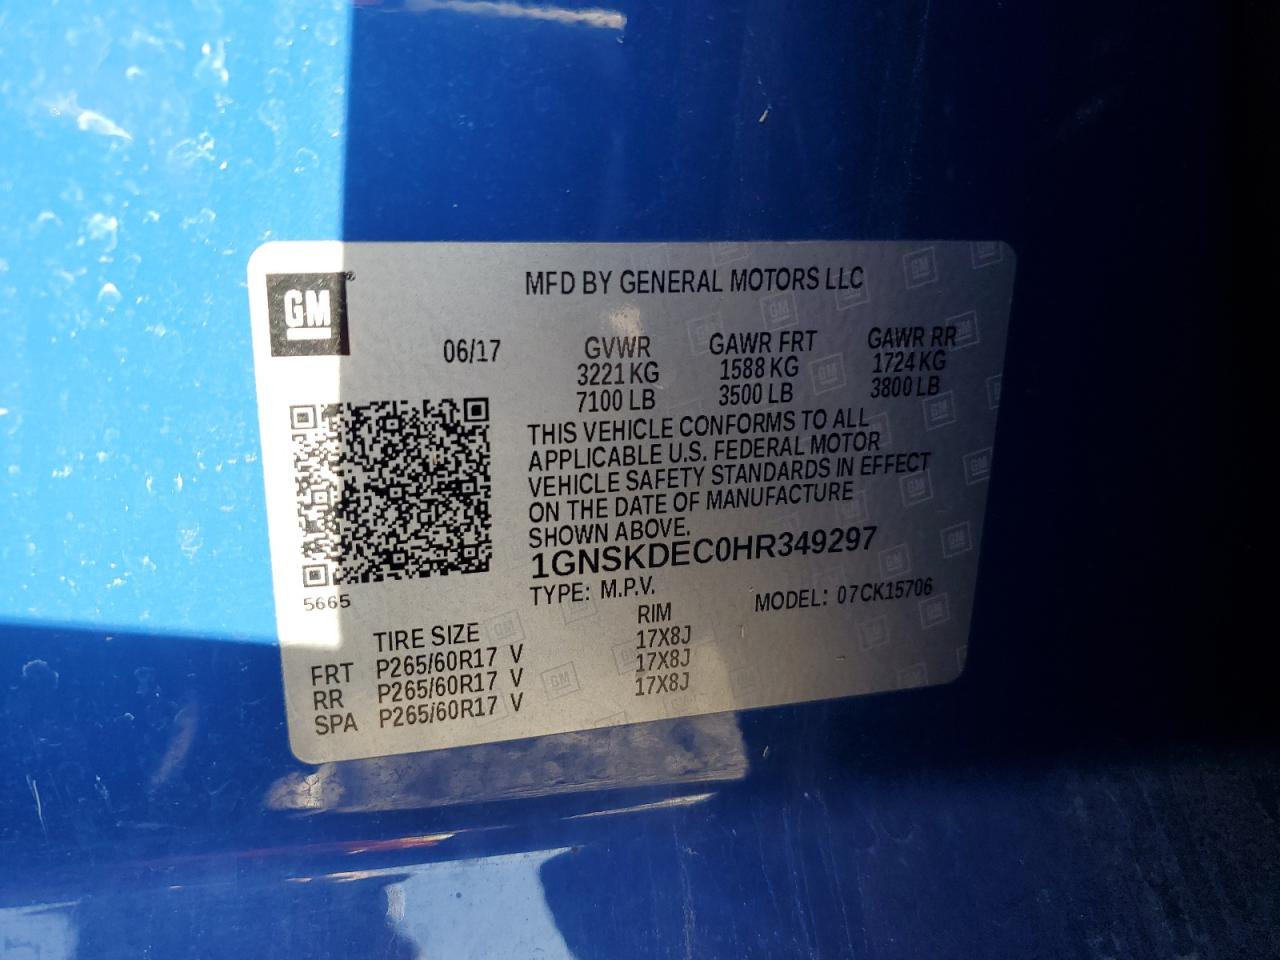 GM
MFD BY GENERAL MOTORS LLC
06/17
GVWR GAWR FRT GAWR RR
3221 KG 1588 KG 1724 KG
7100 LB 3500 LB 3800 LB
THIS VEHICLE CONFORMS TO ALL
APPLICABLE U.S. FEDERAL MOTOR
VEHICLE SAFETY STANDARDS IN EFFECT
ON THE DATE OF MANUFACTURE
SHOWN ABOVE.
1GNSKDEC0HR349297
TYPE: M.P.V. MODEL: 07CK15706
5665
TIRE SIZE RIM
FRT P265/60R17 V 17X8J
RR P265/60R17 V 17X8J
SPA P265/60R17 V 17X8J